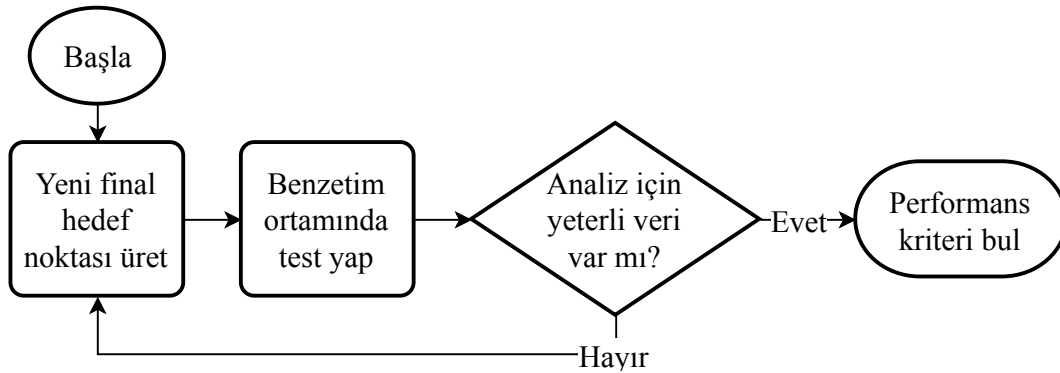 Başla
Yeni final
hedef
noktası üret
Benzetim
ortamında
test yap
Analiz için
yeterli veri
var mı?
Evet
Performans
kriteri bul
Hayır